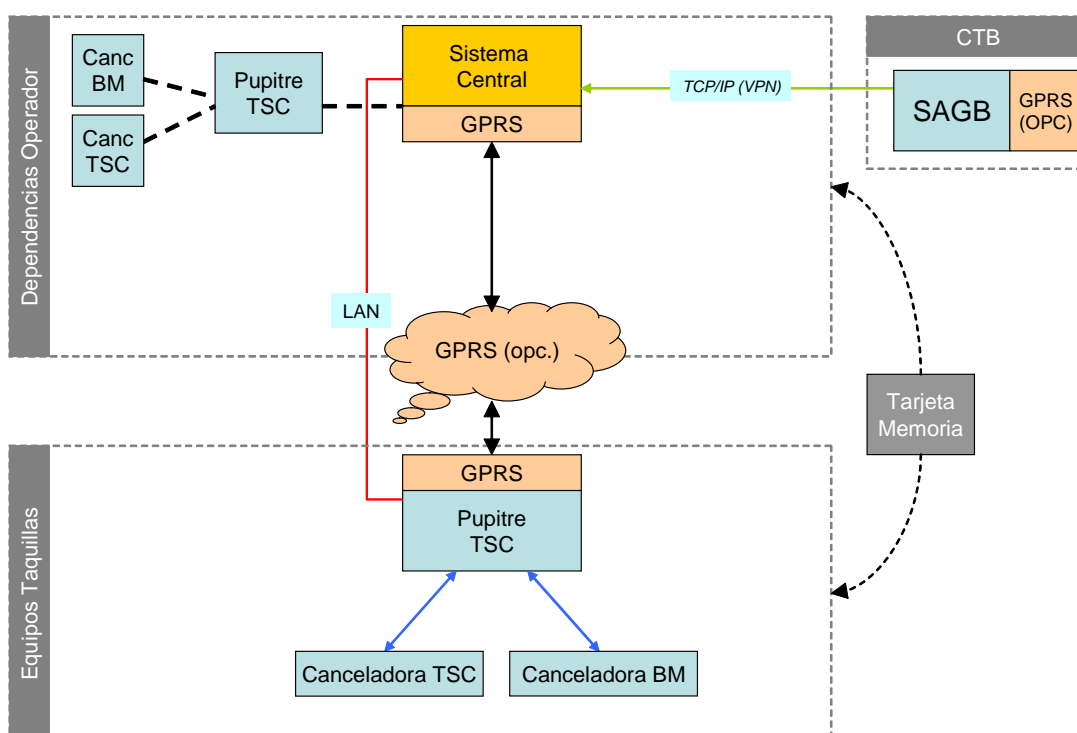 Dependencias Operador
Canc
BM
Canc
TSC
Pupitre
TSC
Sistema
Central
GPRS
TCP/IP (VPN)
CTB
SAGB
GPRS
(OPC)
LAN
GPRS (opc.)
Tarjeta
Memoria
Equipos Taquillas
GPRS
Pupitre
TSC
Canceladora TSC
Canceladora BM